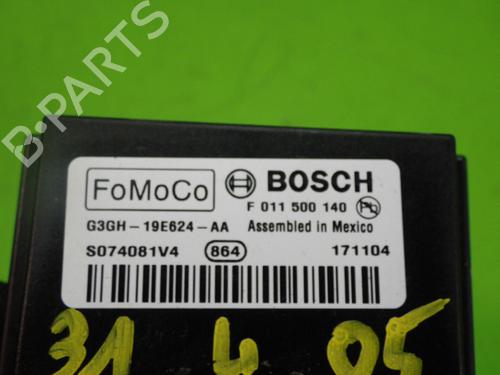 B-PARTS
FoMoCo BOSCH
F 011 500 140
G3GH-19E624-AA Assembled in Mexico
S074081V4 864 171104
31 4 05